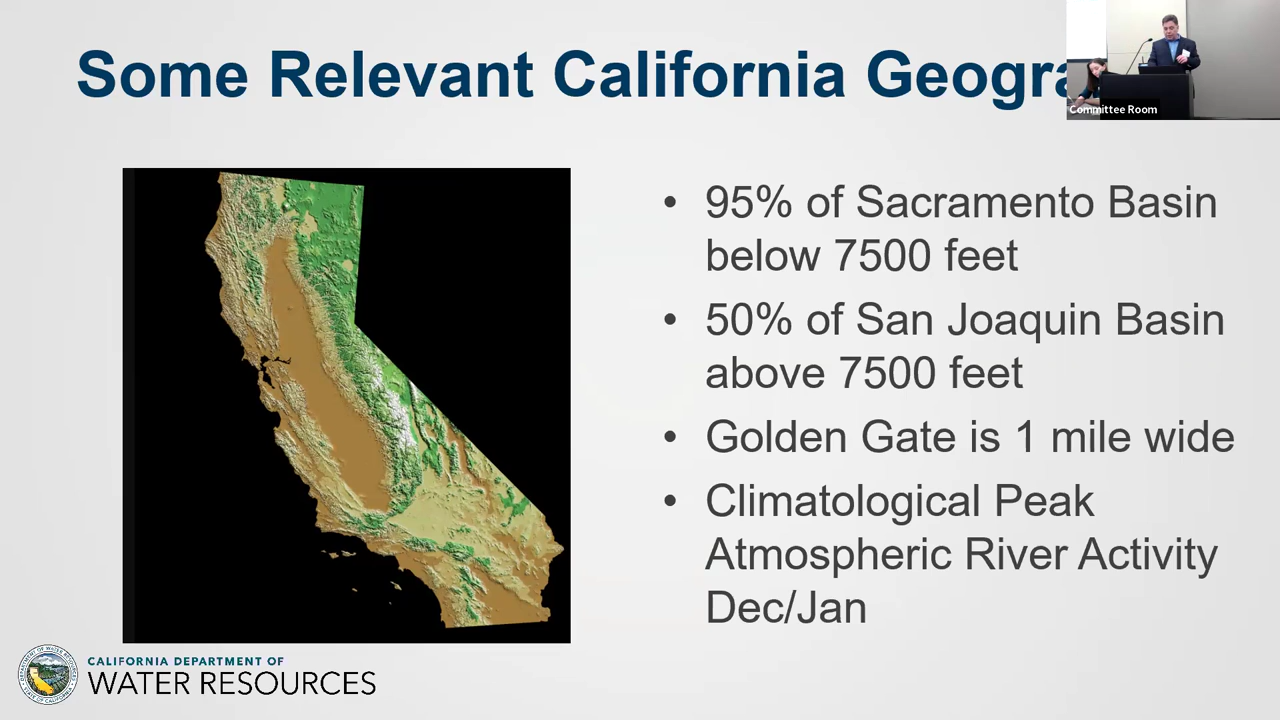 Some Relevant California Geogra
Committee Room
• 95% of Sacramento Basin
below 7500 feet
• 50% of San Joaquin Basin
above 7500 feet
• Golden Gate is 1 mile wide
• Climatological Peak
Atmospheric River Activity
Dec/Jan
CALIFORNIA DEPARTMENT OF
WATER RESOURCES